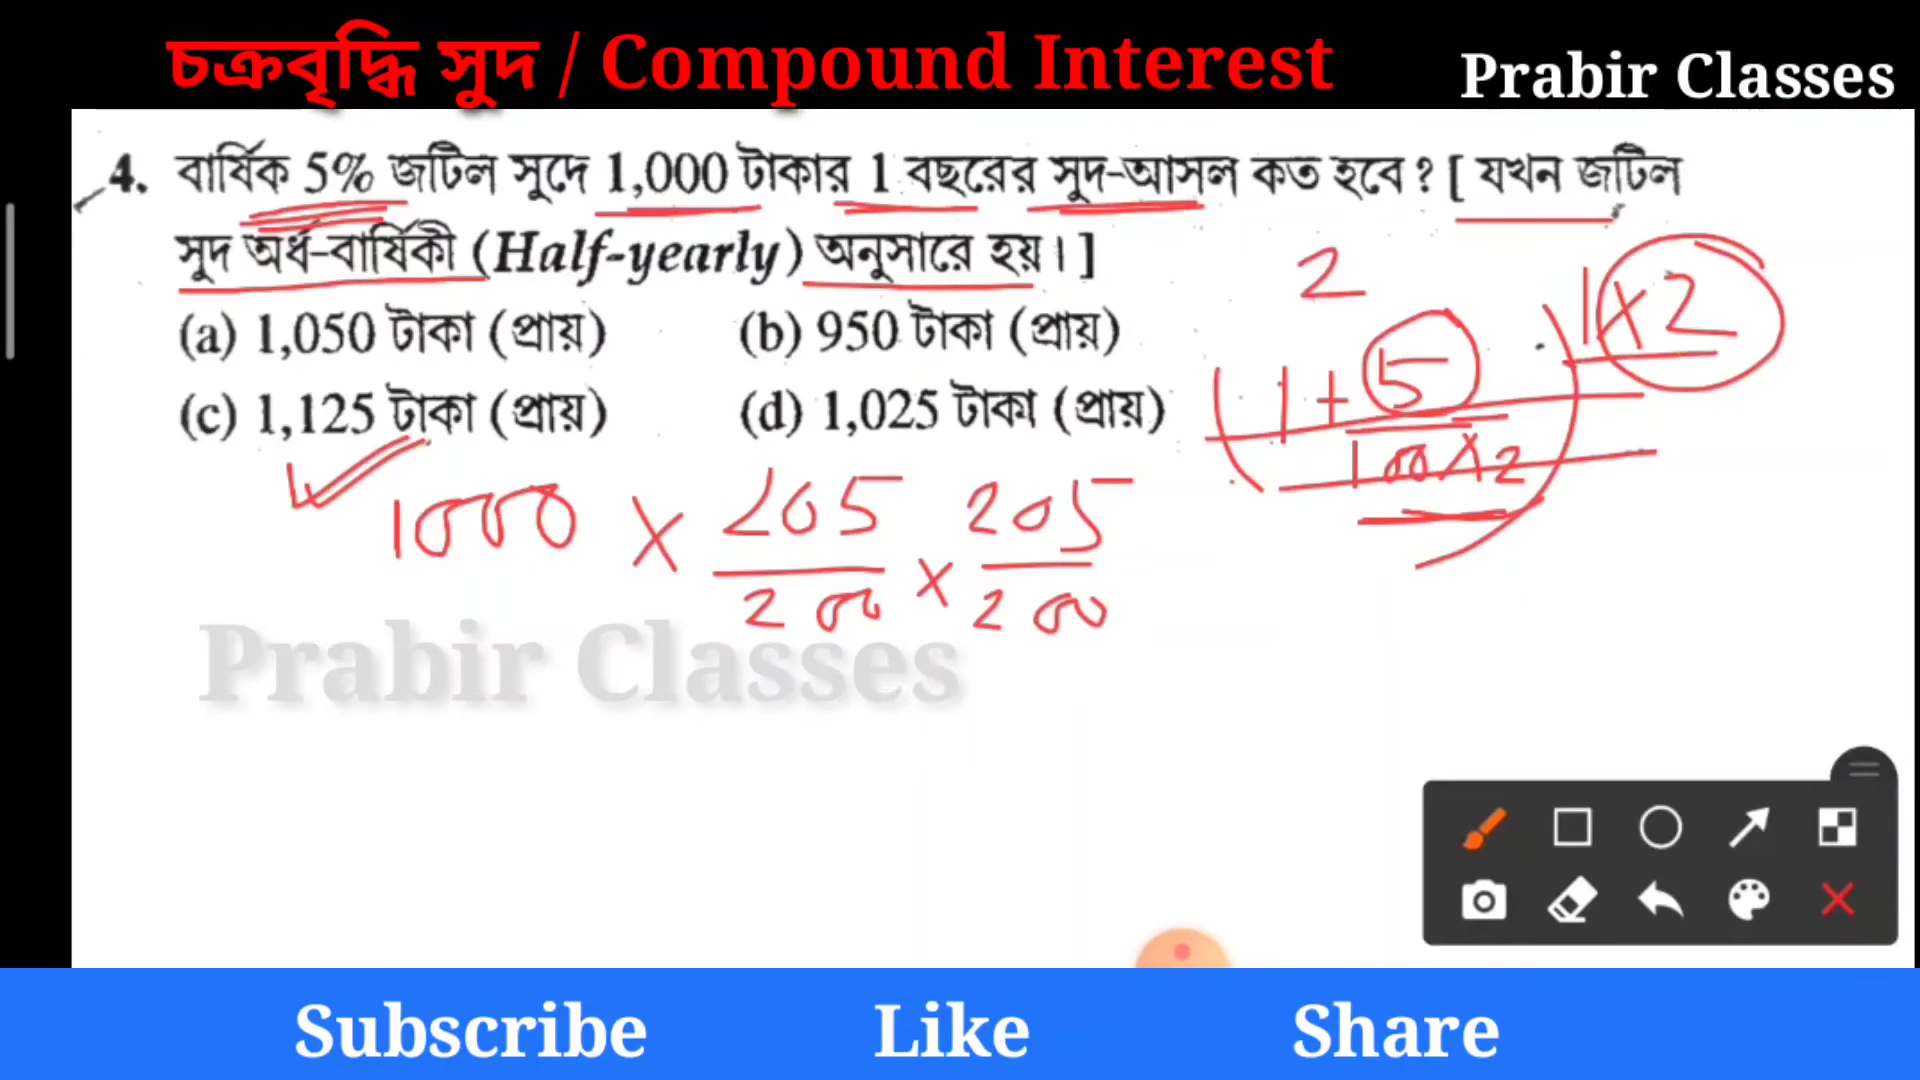 চক্রবৃদ্ধি সুদ / Compound Interest
Prabir Classes
4. বার্ষিক 5% জটিল সুদে 1,000 টাকার 1 বছরের সুদ-আসল কত হবে ? [ যখন জটিল
সুদ অর্ধ-বার্ষিকী (Half-yearly) অনুসারে হয়। ]
(a) 1,050 টাকা (প্রায়) (b) 950 টাকা (প্রায়)
(c) 1,125 টাকা (প্রায়) (d) 1,025 টাকা (প্রায়)
2
1×2
(1+5
100×2)
1000 × 205 × 205
200 200
Prabir Classes
Subscribe Like Share